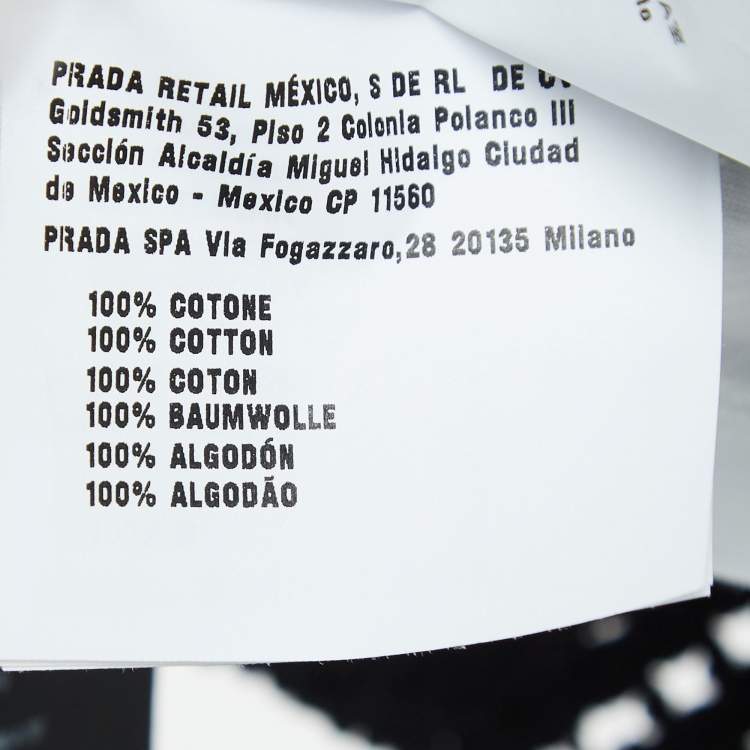 PRADA RETAIL MÉXICO, S DE RL DE
Goldsmith 53, Piso 2 Colonia Polanco III
Sección Alcaldía Miguel Hidalgo Ciudad
de Mexico - Mexico CP 11560
PRADA SPA Via Fogazzaro,28 20135 Milano
100% COTONE
100% COTTON
100% COTON
100% BAUMWOLLE
100% ALGODÓN
100% ALGODÃO